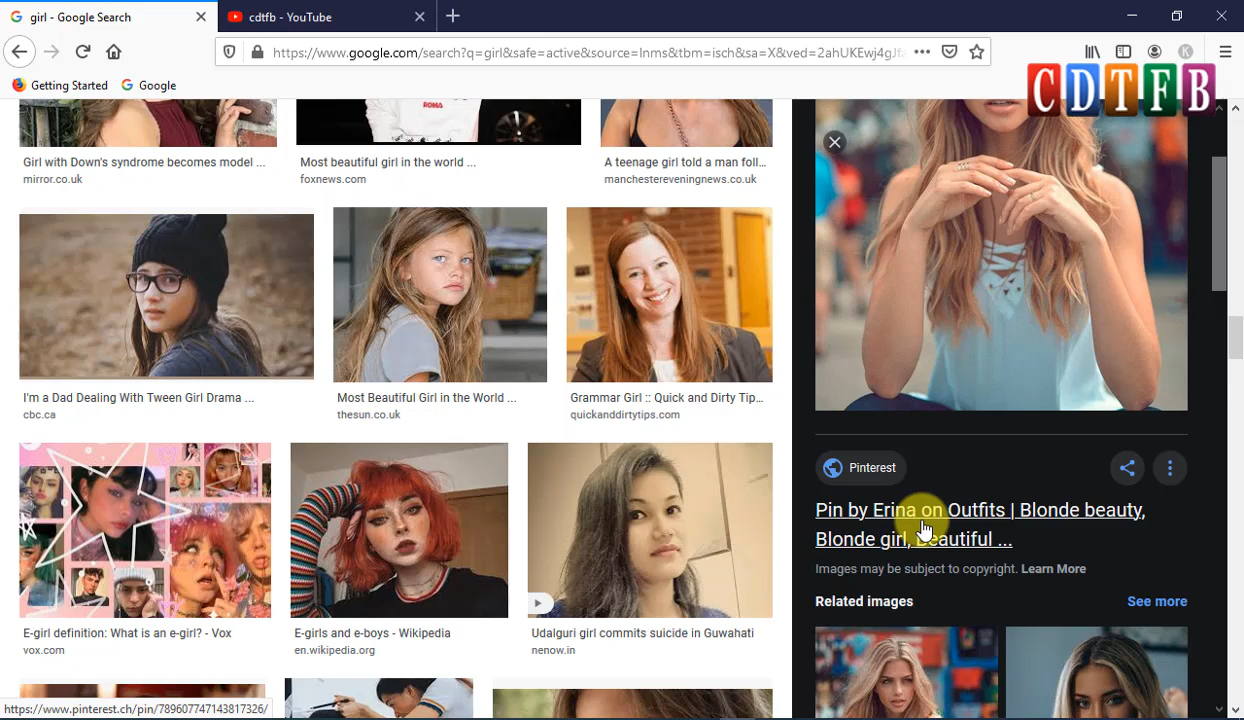 girl - Google Search
cdtfb - YouTube
https://www.google.com/search?q=girl&safe=active&source=lnms&tbm=isch&sa=X&ved=2ahUKEwj4gJfa
Getting Started
Google
K
CDTFB
ROMA
Girl with Down's syndrome becomes model ...
mirror.co.uk
Most beautiful girl in the world ...
foxnews.com
A teenage girl told a man foll...
manchestereveningnews.co.uk
I'm a Dad Dealing With Tween Girl Drama ...
cbc.ca
Most Beautiful Girl in the World ...
thesun.co.uk
Grammar Girl :: Quick and Dirty Tip...
quickanddirtytips.com
E-girl definition: What is an e-girl? - Vox
vox.com
E-girls and e-boys - Wikipedia
en.wikipedia.org
Udalguri girl commits suicide in Guwahati
nenow.in
Pinterest
Pin by Erina on Outfits | Blonde beauty,
Blonde girl, Beautiful ...
Images may be subject to copyright. Learn More
Related images
See more
https://www.pinterest.ch/pin/789607747143817326/